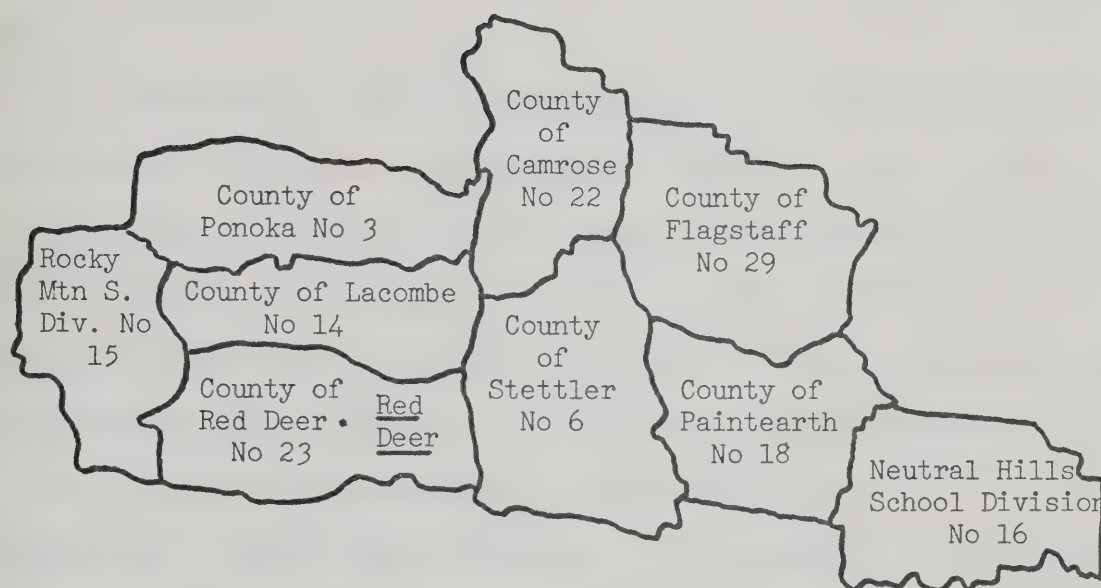 County
of
Camrose
No 22
County of
Ponoka No 3
County of
Flagstaff
No 29
Rocky
Mtn S.
Div. No
15
County of Lacombe
No 14
County
of
Stettler
No 6
County of
Red Deer
No 23
Red
Deer
County of
Paintearth
No 18
Neutral Hills
School Division
No 16